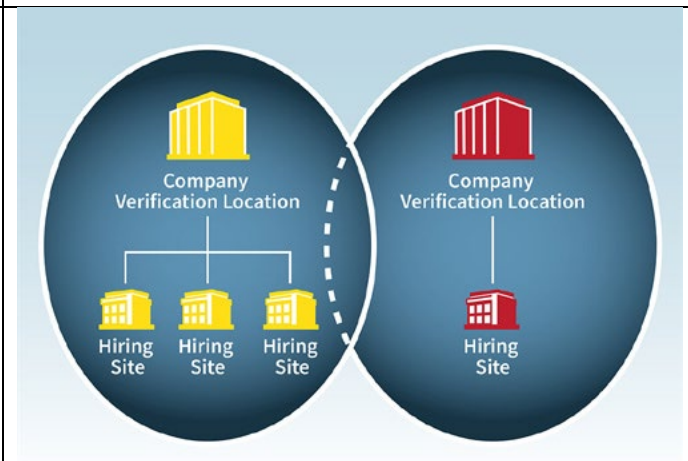 Company
Verification Location
Hiring
Site
Hiring
Site
Hiring
Site
Company
Verification Location
Hiring
Site